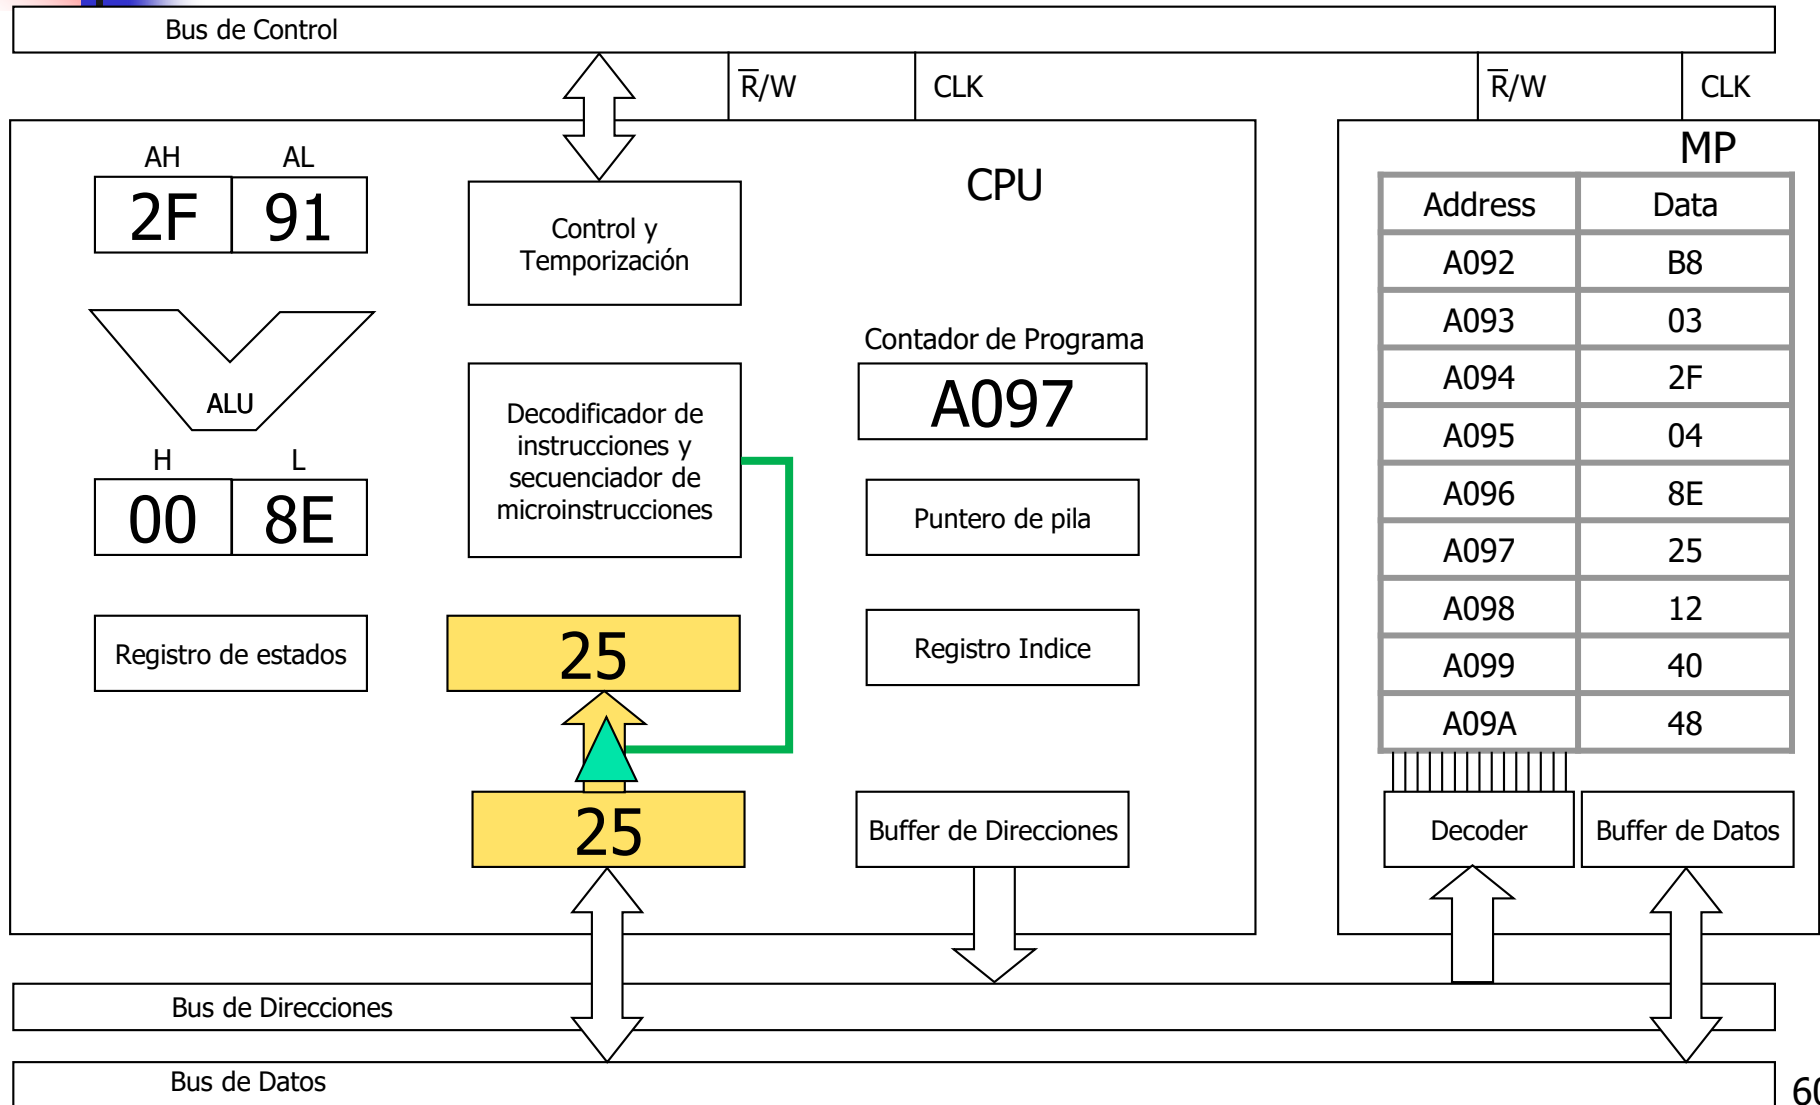 Bus de Control
R/W
CLK
R/W
CLK
AH
AL
2F
91
Control y
Temporización
CPU
MP
Address
Data
A092
B8
A093
03
A094
2F
A095
04
A096
8E
A097
25
A098
12
A099
40
A09A
48
ALU
Decodificador de
instrucciones y
secuenciador de
microinstrucciones
Contador de Programa
A097
H
L
00
8E
Puntero de pila
Registro de estados
25
Registro Indice
25
Buffer de Direcciones
Decoder
Buffer de Datos
Bus de Direcciones
Bus de Datos
60